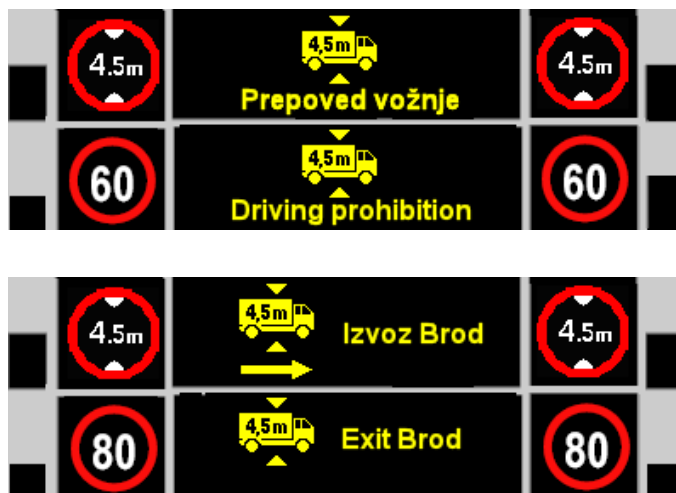 4.5m 4,5m 4.5m
Prepoved vožnje
60 4,5m 60
Driving prohibition
4.5m 4,5m Izvoz Brod 4.5m
80 4,5m Exit Brod 80